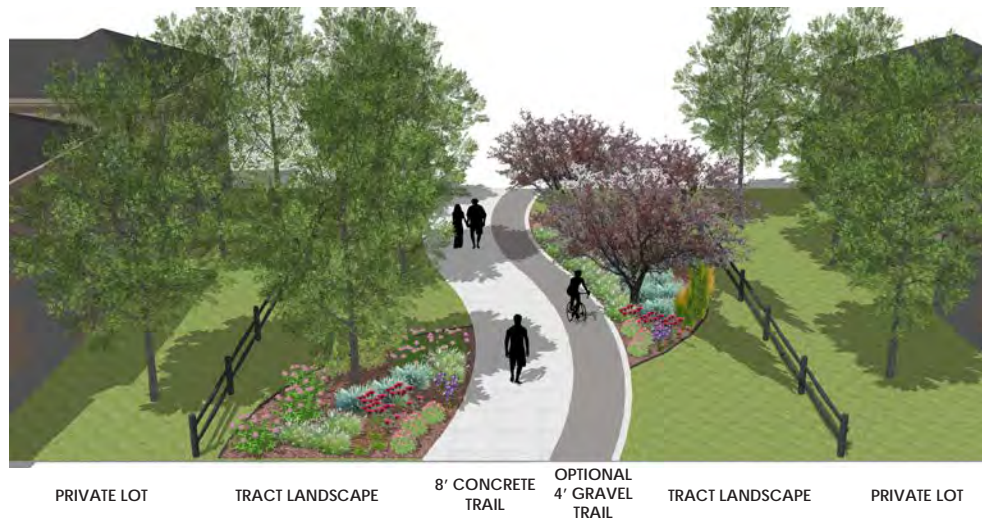 PRIVATE LOT
TRACT LANDSCAPE
8' CONCRETE
TRAIL
OPTIONAL
4' GRAVEL
TRAIL
TRACT LANDSCAPE
PRIVATE LOT